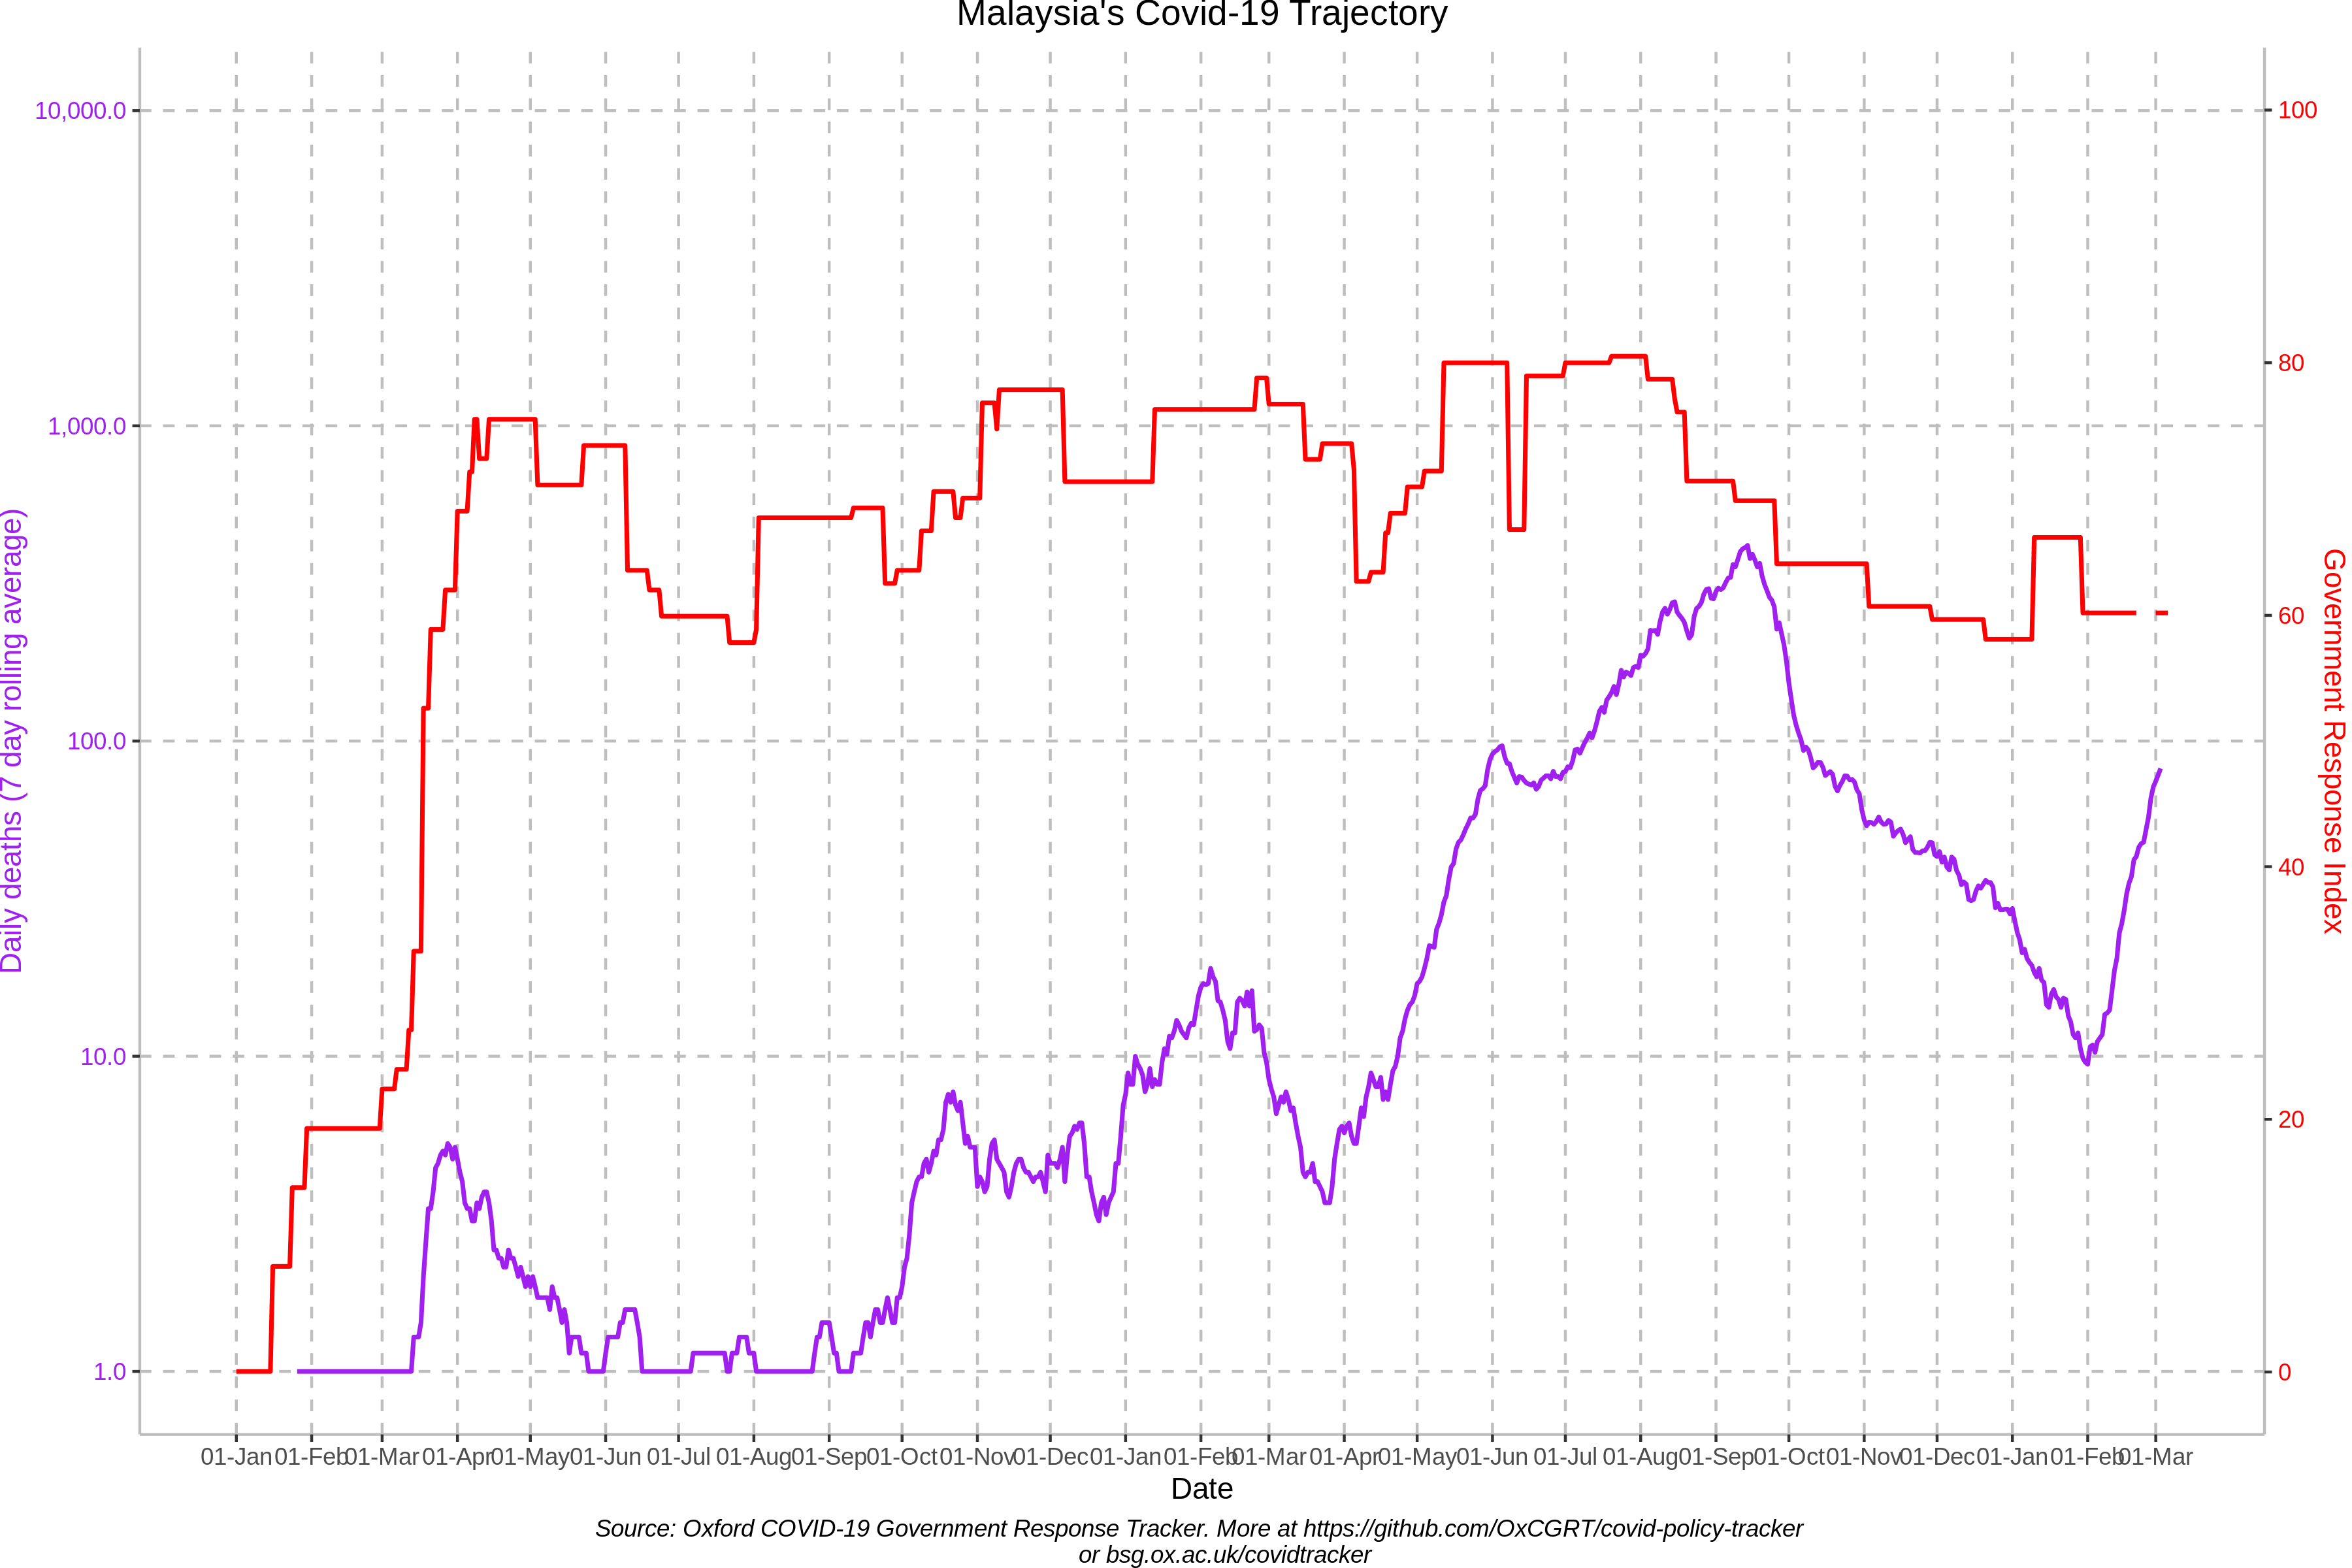 Malaysia's Covid-19 Trajectory
10,000.0
1,000.0
100.0
10.0
1.0
Daily deaths (7 day rolling average)
100
80
60
40
20
0
Government Response Index
01-Jan 01-Feb 01-Mar 01-Apr 01-May 01-Jun 01-Jul 01-Aug 01-Sep 01-Oct 01-Nov 01-Dec 01-Jan 01-Feb 01-Mar 01-Apr 01-May 01-Jun 01-Jul 01-Aug 01-Sep 01-Oct 01-Nov 01-Dec 01-Jan 01-Feb 01-Mar
Date
Source: Oxford COVID-19 Government Response Tracker. More at https://github.com/OxCGRT/covid-policy-tracker
or bsg.ox.ac.uk/covidtracker